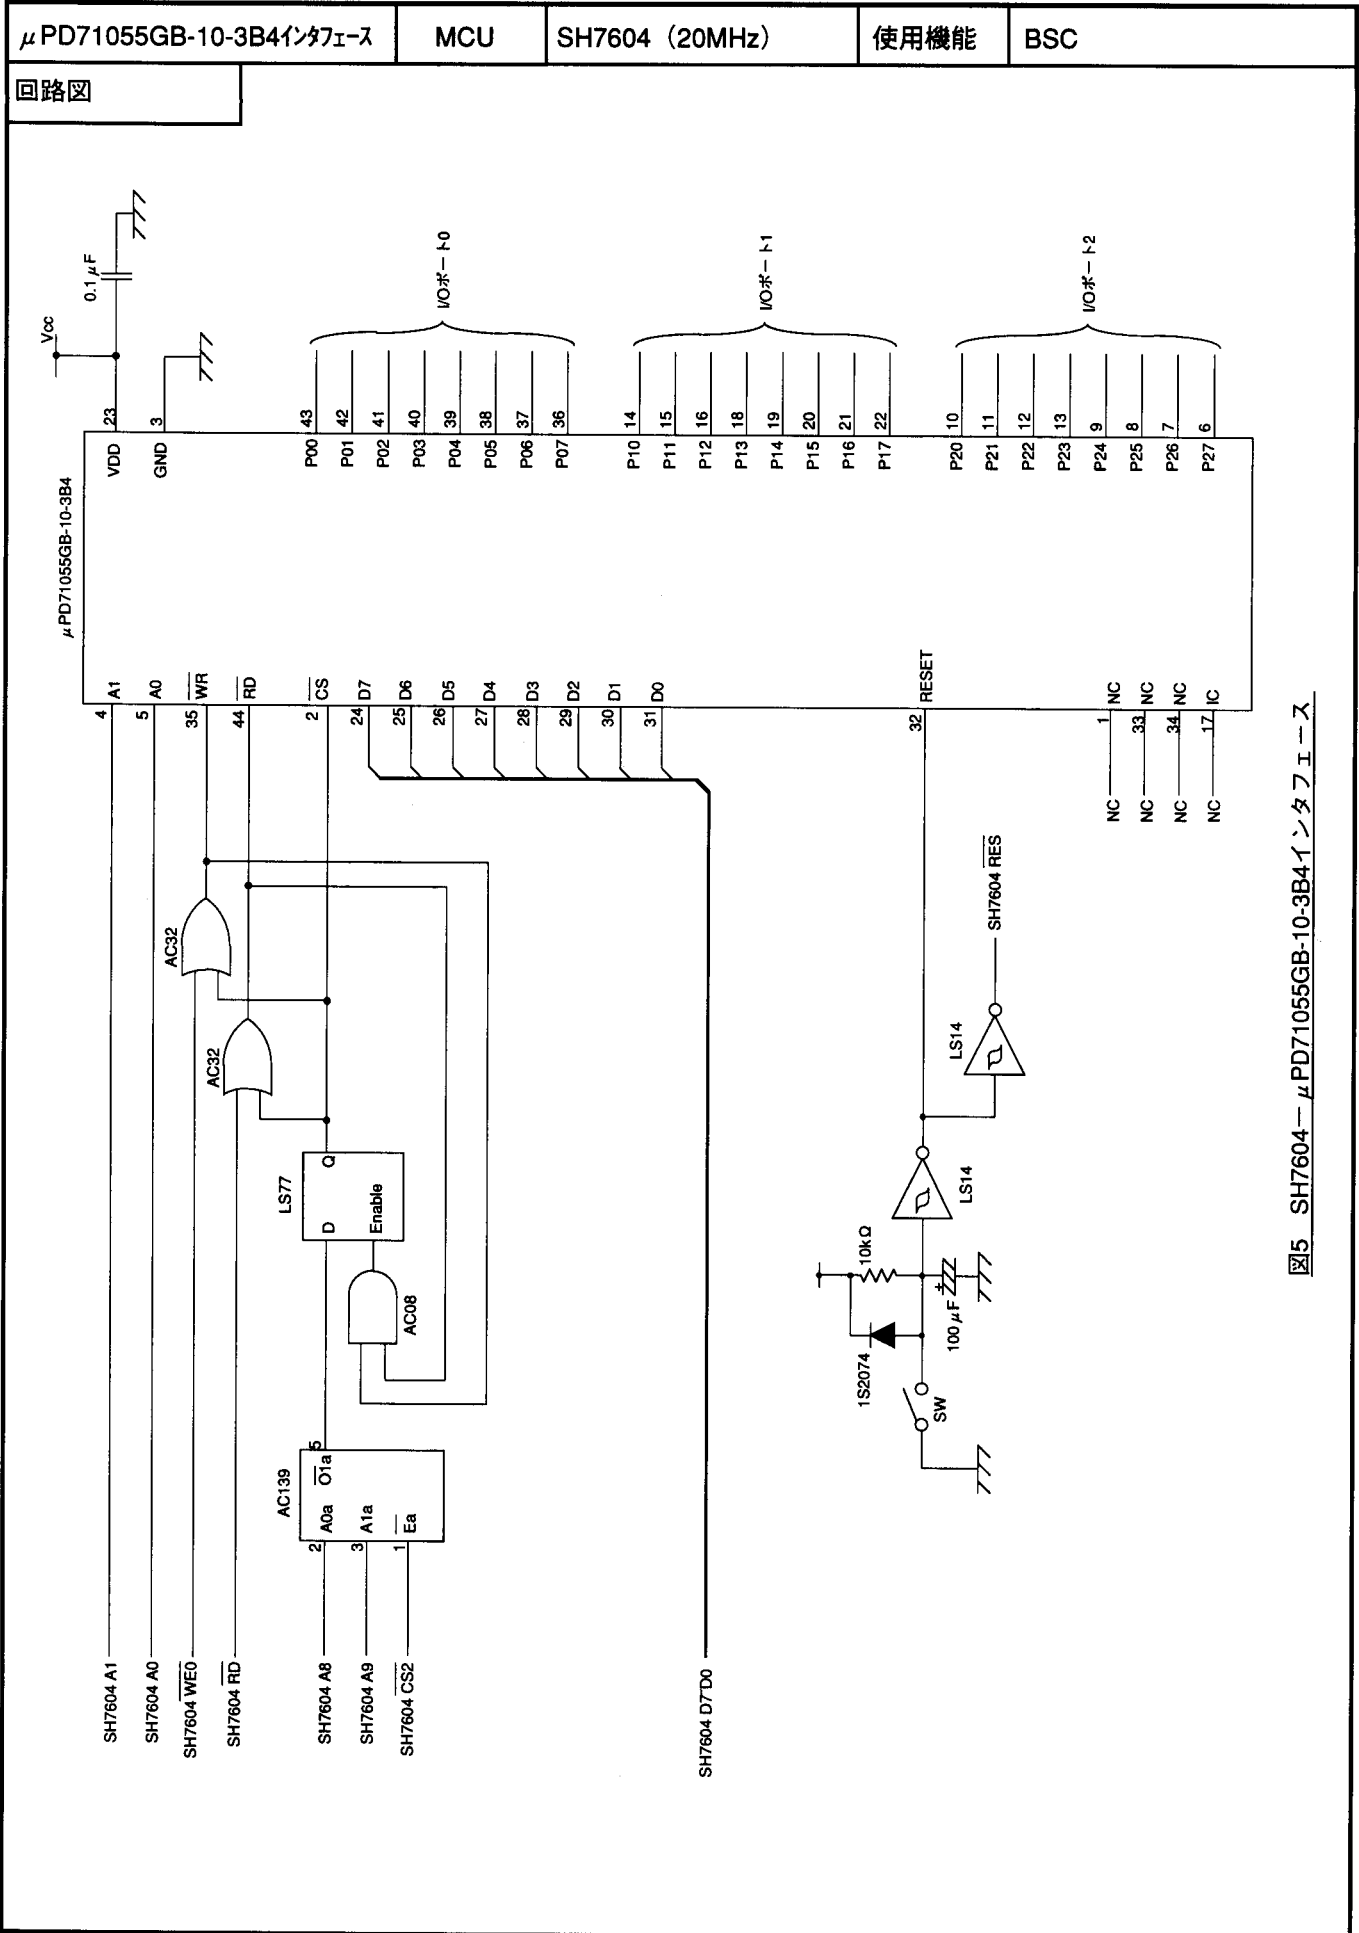 μPD71055GB-10-3B4インタフェース
MCU
SH7604（20MHz）
使用機能
BSC
回路図
SH7604 A1
SH7604 A0
SH7604 WE0
SH7604 RD
SH7604 A8
SH7604 A9
SH7604 CS2
SH7604 D7~D0
AC139
2 A0a
3 A1a
1 Ea
O1a 5
AC08
LS77
D
Enable
Q
AC32
AC32
μPD71055GB-10-3B4
4 A1
5 A0
35 WR
44 RD
2 CS
24 D7
25 D6
26 D5
27 D4
28 D3
29 D2
30 D1
31 D0
32 RESET
NC 1 NC
NC 33 NC
NC 34 NC
NC 17 IC
VDD 23
GND 3
Vcc
0.1μF
P00 43
P01 42
P02 41
P03 40
P04 39
P05 38
P06 37
P07 36
I/Oポート0
P10 14
P11 15
P12 16
P13 18
P14 19
P15 20
P16 21
P17 22
I/Oポート1
P20 10
P21 11
P22 12
P23 13
P24 9
P25 8
P26 7
P27 6
I/Oポート2
SW
1S2074
10kΩ
+
100μF
LS14
LS14
SH7604 RES
図5 SH7604－μPD71055GB-10-3B4インタフェース